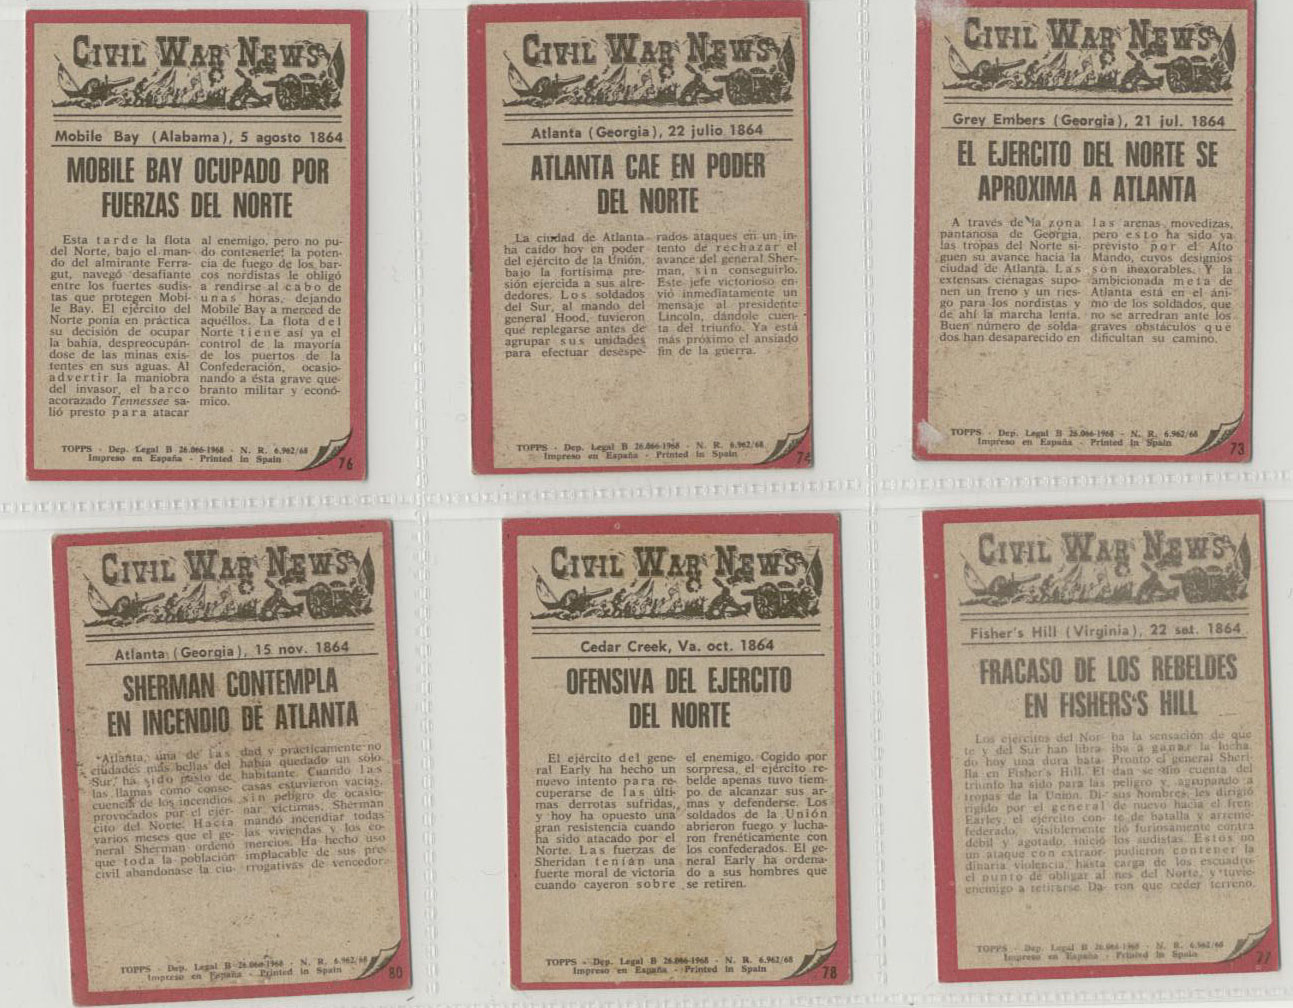 CIVIL WAR NEWS
Mobile Bay (Alabama), 5 agosto 1864
MOBILE BAY OCUPADO POR
FUERZAS DEL NORTE
Esta tarde la flota
del Norte, bajo el man-
do del almirante Ferra-
gut, navegó desafiante
entre los fuertes sudis-
tas que protegen Mobi-
le Bay. El ejército del
Norte ponía en práctica
su decisión de ocupar
la bahía, despreocupán-
dose de las minas exis-
tentes en sus aguas. Al
advertir la maniobra
del invasor, el barco
acorazado Tennessee sa-
lió presto para atacar
al enemigo, pero no pu-
do contenerle; la poten-
cia de fuego de los bar-
cos nordistas le obligó
a rendirse al cabo de
unas horas, dejando
Mobile Bay a merced de
aquéllos. La flota del
Norte tiene así ya el
control de la mayoría
de los puertos de la
Confederación, ocasio-
nando a ésta grave que-
branto militar y econó-
mico.
TOPPS - Dep. Legal B 26.066-1968 - N. R. 6.962/68
Impreso en España - Printed in Spain
76
CIVIL WAR NEWS
Atlanta (Georgia), 22 julio 1864
ATLANTA CAE EN PODER
DEL NORTE
La ciudad de Atlanta
ha caído hoy en poder
del ejército de la Unión,
bajo la fortísima pre-
sión ejercida a sus alre-
dedores. Los soldados
del Sur, al mando del
general Hood, tuvieron
que replegarse antes de
agrupar sus unidades
para efectuar desespe-
rados ataques en un in-
tento de rechazar el
avance del general Sher-
man, sin conseguirlo.
Este jefe victorioso en-
vió inmediatamente un
mensaje al presidente
Lincoln, dándole cuen-
ta del triunfo. Ya está
más próximo el ansiado
fin de la guerra.
TOPPS - Dep. Legal B 26.066-1968 - N. R. 6.962/68
Impreso en España - Printed in Spain
74
CIVIL WAR NEWS
Grey Embers (Georgia), 21 jul. 1864
EL EJERCITO DEL NORTE SE
APROXIMA A ATLANTA
A través de la zona
pantanosa de Georgia,
las tropas del Norte si-
guen su avance hacia la
ciudad de Atlanta. Las
extensas ciénagas supo-
nen un freno y un ries-
go para los nordistas y
de ahí la marcha lenta.
Buen número de solda-
dos han desaparecido en
las arenas movedizas,
pero esto ha sido ya
previsto por el Alto
Mando, cuyos designios
son inexorables. Y la
ambicionada meta de
Atlanta está en el áni-
mo de los soldados, que
no se arredran ante los
graves obstáculos que
dificultan su camino.
TOPPS - Dep. Legal B 26.066-1968 - N. R. 6.962/68
Impreso en España - Printed in Spain
73
CIVIL WAR NEWS
Atlanta (Georgia), 15 nov. 1864
SHERMAN CONTEMPLA
EN INCENDIO DE ATLANTA
Atlanta, una de las
ciudades más bellas del
Sur, ha sido pasto de
las llamas como conse-
cuencia de los incendios
provocados por el ejér-
cito del Norte. Hacía
varios meses que el ge-
neral Sherman ordenó
que toda la población
civil abandonase la ciu-
dad y prácticamente no
había quedado un solo
habitante. Cuando las
casas estuvieron vacías,
sin peligro de ocasio-
nar víctimas, Sherman
mandó incendiar todas
las viviendas y los co-
mercios. Ha hecho uso
implacable de sus pre-
rrogativas de vencedor.
TOPPS - Dep. Legal B 26.066-1968 - N. R. 6.962/68
Impreso en España - Printed in Spain
80
CIVIL WAR NEWS
Cedar Creek, Va. oct. 1864
OFENSIVA DEL EJERCITO
DEL NORTE
El ejército del gene-
ral Early ha hecho un
nuevo intento para re-
cuperarse de las últi-
mas derrotas sufridas,
y hoy ha opuesto una
gran resistencia cuando
ha sido atacado por el
Norte. Las fuerzas de
Sheridan tenían una
fuerte moral de victoria
cuando cayeron sobre
el enemigo. Cogido por
sorpresa, el ejército re-
belde apenas tuvo tiem-
po de alcanzar sus ar-
mas y defenderse. Los
soldados de la Unión
abrieron fuego y lucha-
ron frenéticamente con
los confederados. El ge-
neral Early ha ordena-
do a sus hombres que
se retiren.
TOPPS - Dep. Legal B 26.066-1968 - N. R. 6.962/68
Impreso en España - Printed in Spain
78
CIVIL WAR NEWS
Fisher's Hill (Virginia), 22 set. 1864
FRACASO DE LOS REBELDES
EN FISHERS'S HILL
Los ejércitos del Nor-
te y del Sur han libra-
do hoy una dura bata-
lla en Fisher's Hill. El
triunfo ha sido para las
tropas de la Unión. Di-
rigido por el general
Earley, el ejército con-
federado, visiblemente
débil y agotado, inició
un ataque con extraor-
dinaria violencia, hasta
el punto de obligar al
enemigo a retirarse. Da-
ba la sensación de que
iba a ganar la lucha.
Pronto el general Sheri-
dan se dio cuenta del
peligro y, agrupando a
sus hombres, les dirigió
de nuevo hacia el fren-
te de batalla y arreme-
tió furiosamente contra
los sudistas. Estos no
pudieron contener la
carga de los escuadro-
nes del Norte, y tuvie-
ron que ceder terreno.
TOPPS - Dep. Legal B 26.066-1968 - N. R. 6.962/68
Impreso en España - Printed in Spain
77